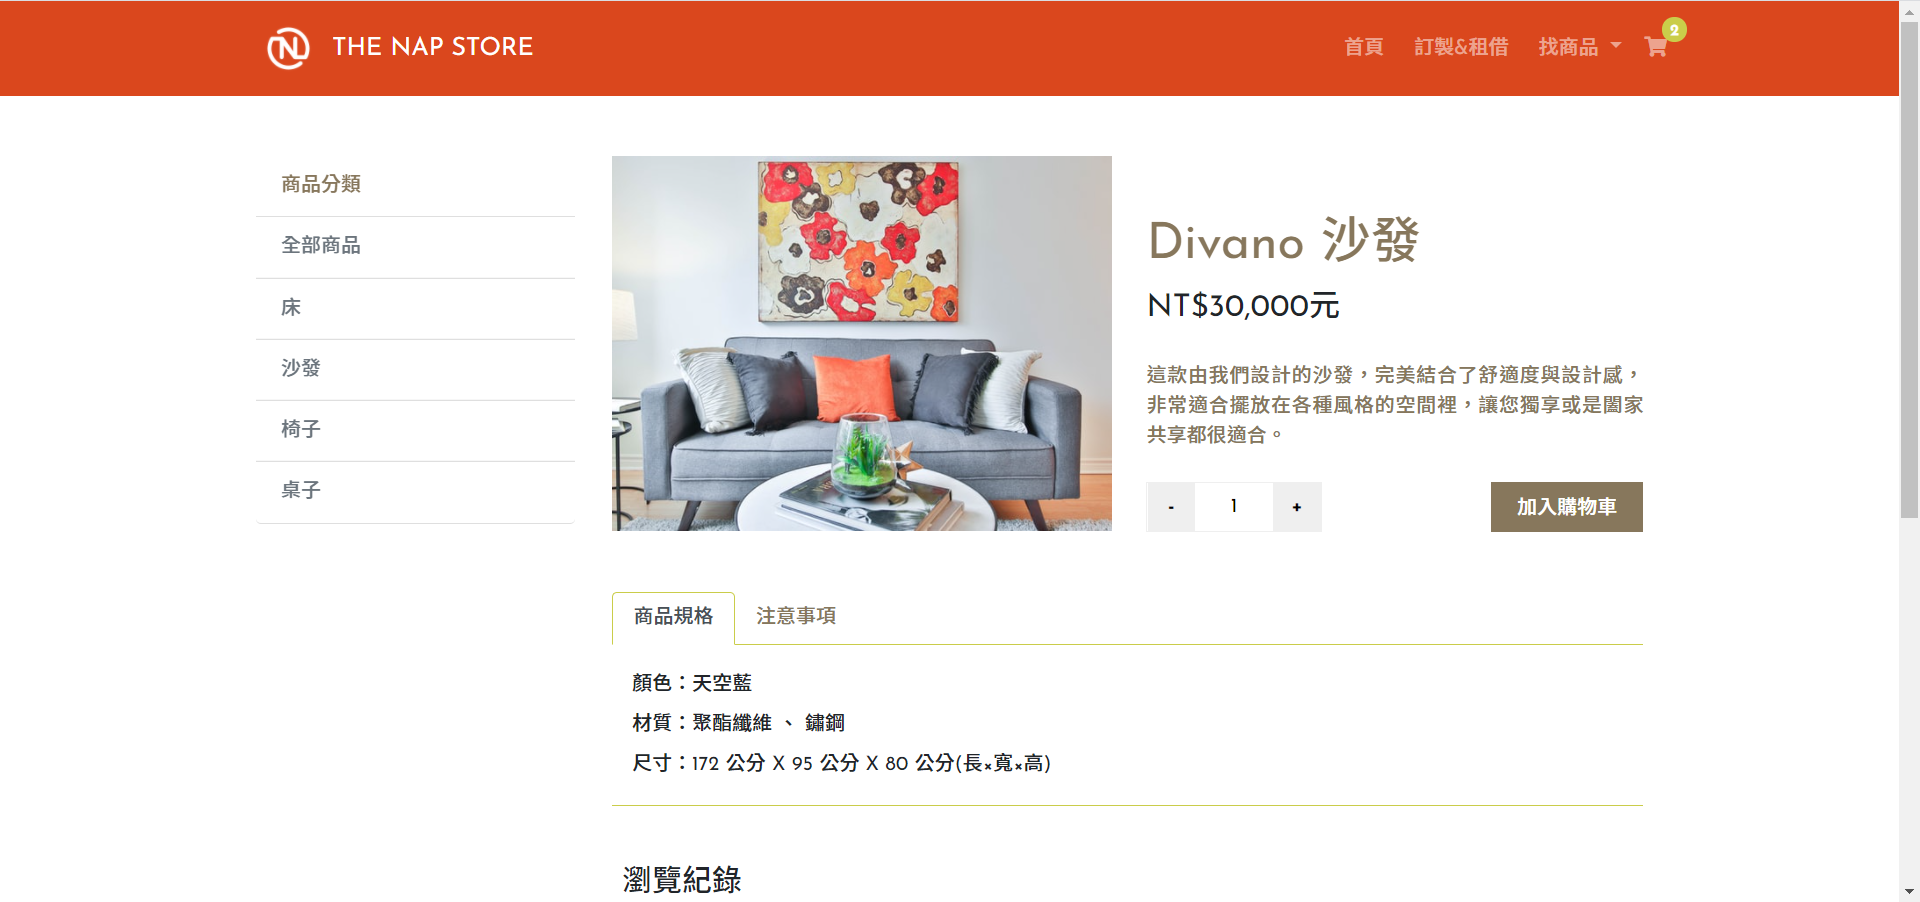 THE NAP STORE
首頁
訂製&租借
找商品
2
商品分類
全部商品
床
沙發
椅子
桌子
Divano 沙發
NT$30,000元
這款由我們設計的沙發，完美結合了舒適度與設計感，
非常適合擺放在各種風格的空間裡，讓您獨享或是闔家
共享都很適合。
- 1 +
加入購物車
商品規格
注意事項
顏色：天空藍
材質：聚酯纖維 、 鏽鋼
尺寸：172 公分 X 95 公分 X 80 公分(長×寬×高)
瀏覽紀錄